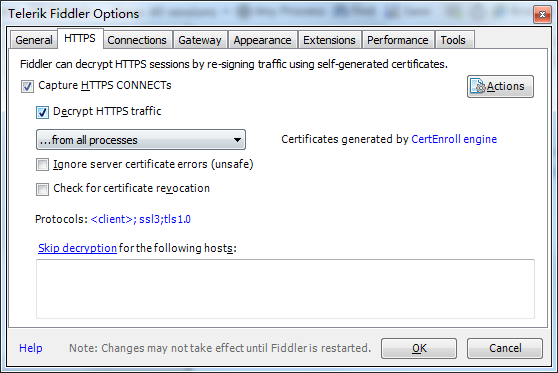 Telerik Fiddler Options
General HTTPS Connections Gateway Appearance Extensions Performance Tools
Fiddler can decrypt HTTPS sessions by re-signing traffic using self-generated certificates.
Capture HTTPS CONNECTs
Actions
Decrypt HTTPS traffic
...from all processes
Certificates generated by CertEnroll engine
Ignore server certificate errors (unsafe)
Check for certificate revocation
Protocols: <client>; ssl3;tls1.0
Skip decryption for the following hosts:
Help
Note: Changes may not take effect until Fiddler is restarted.
OK
Cancel